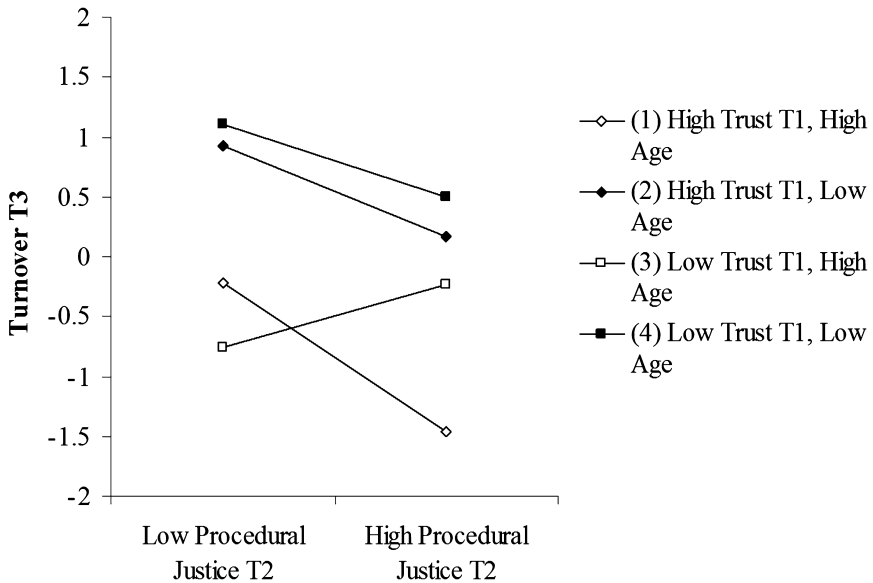 2
1.5
1
0.5
0
-0.5
-1
-1.5
-2
Turnover T3
Low Procedural
Justice T2
High Procedural
Justice T2
(1) High Trust T1, High
Age
(2) High Trust T1, Low
Age
(3) Low Trust T1, High
Age
(4) Low Trust T1, Low
Age